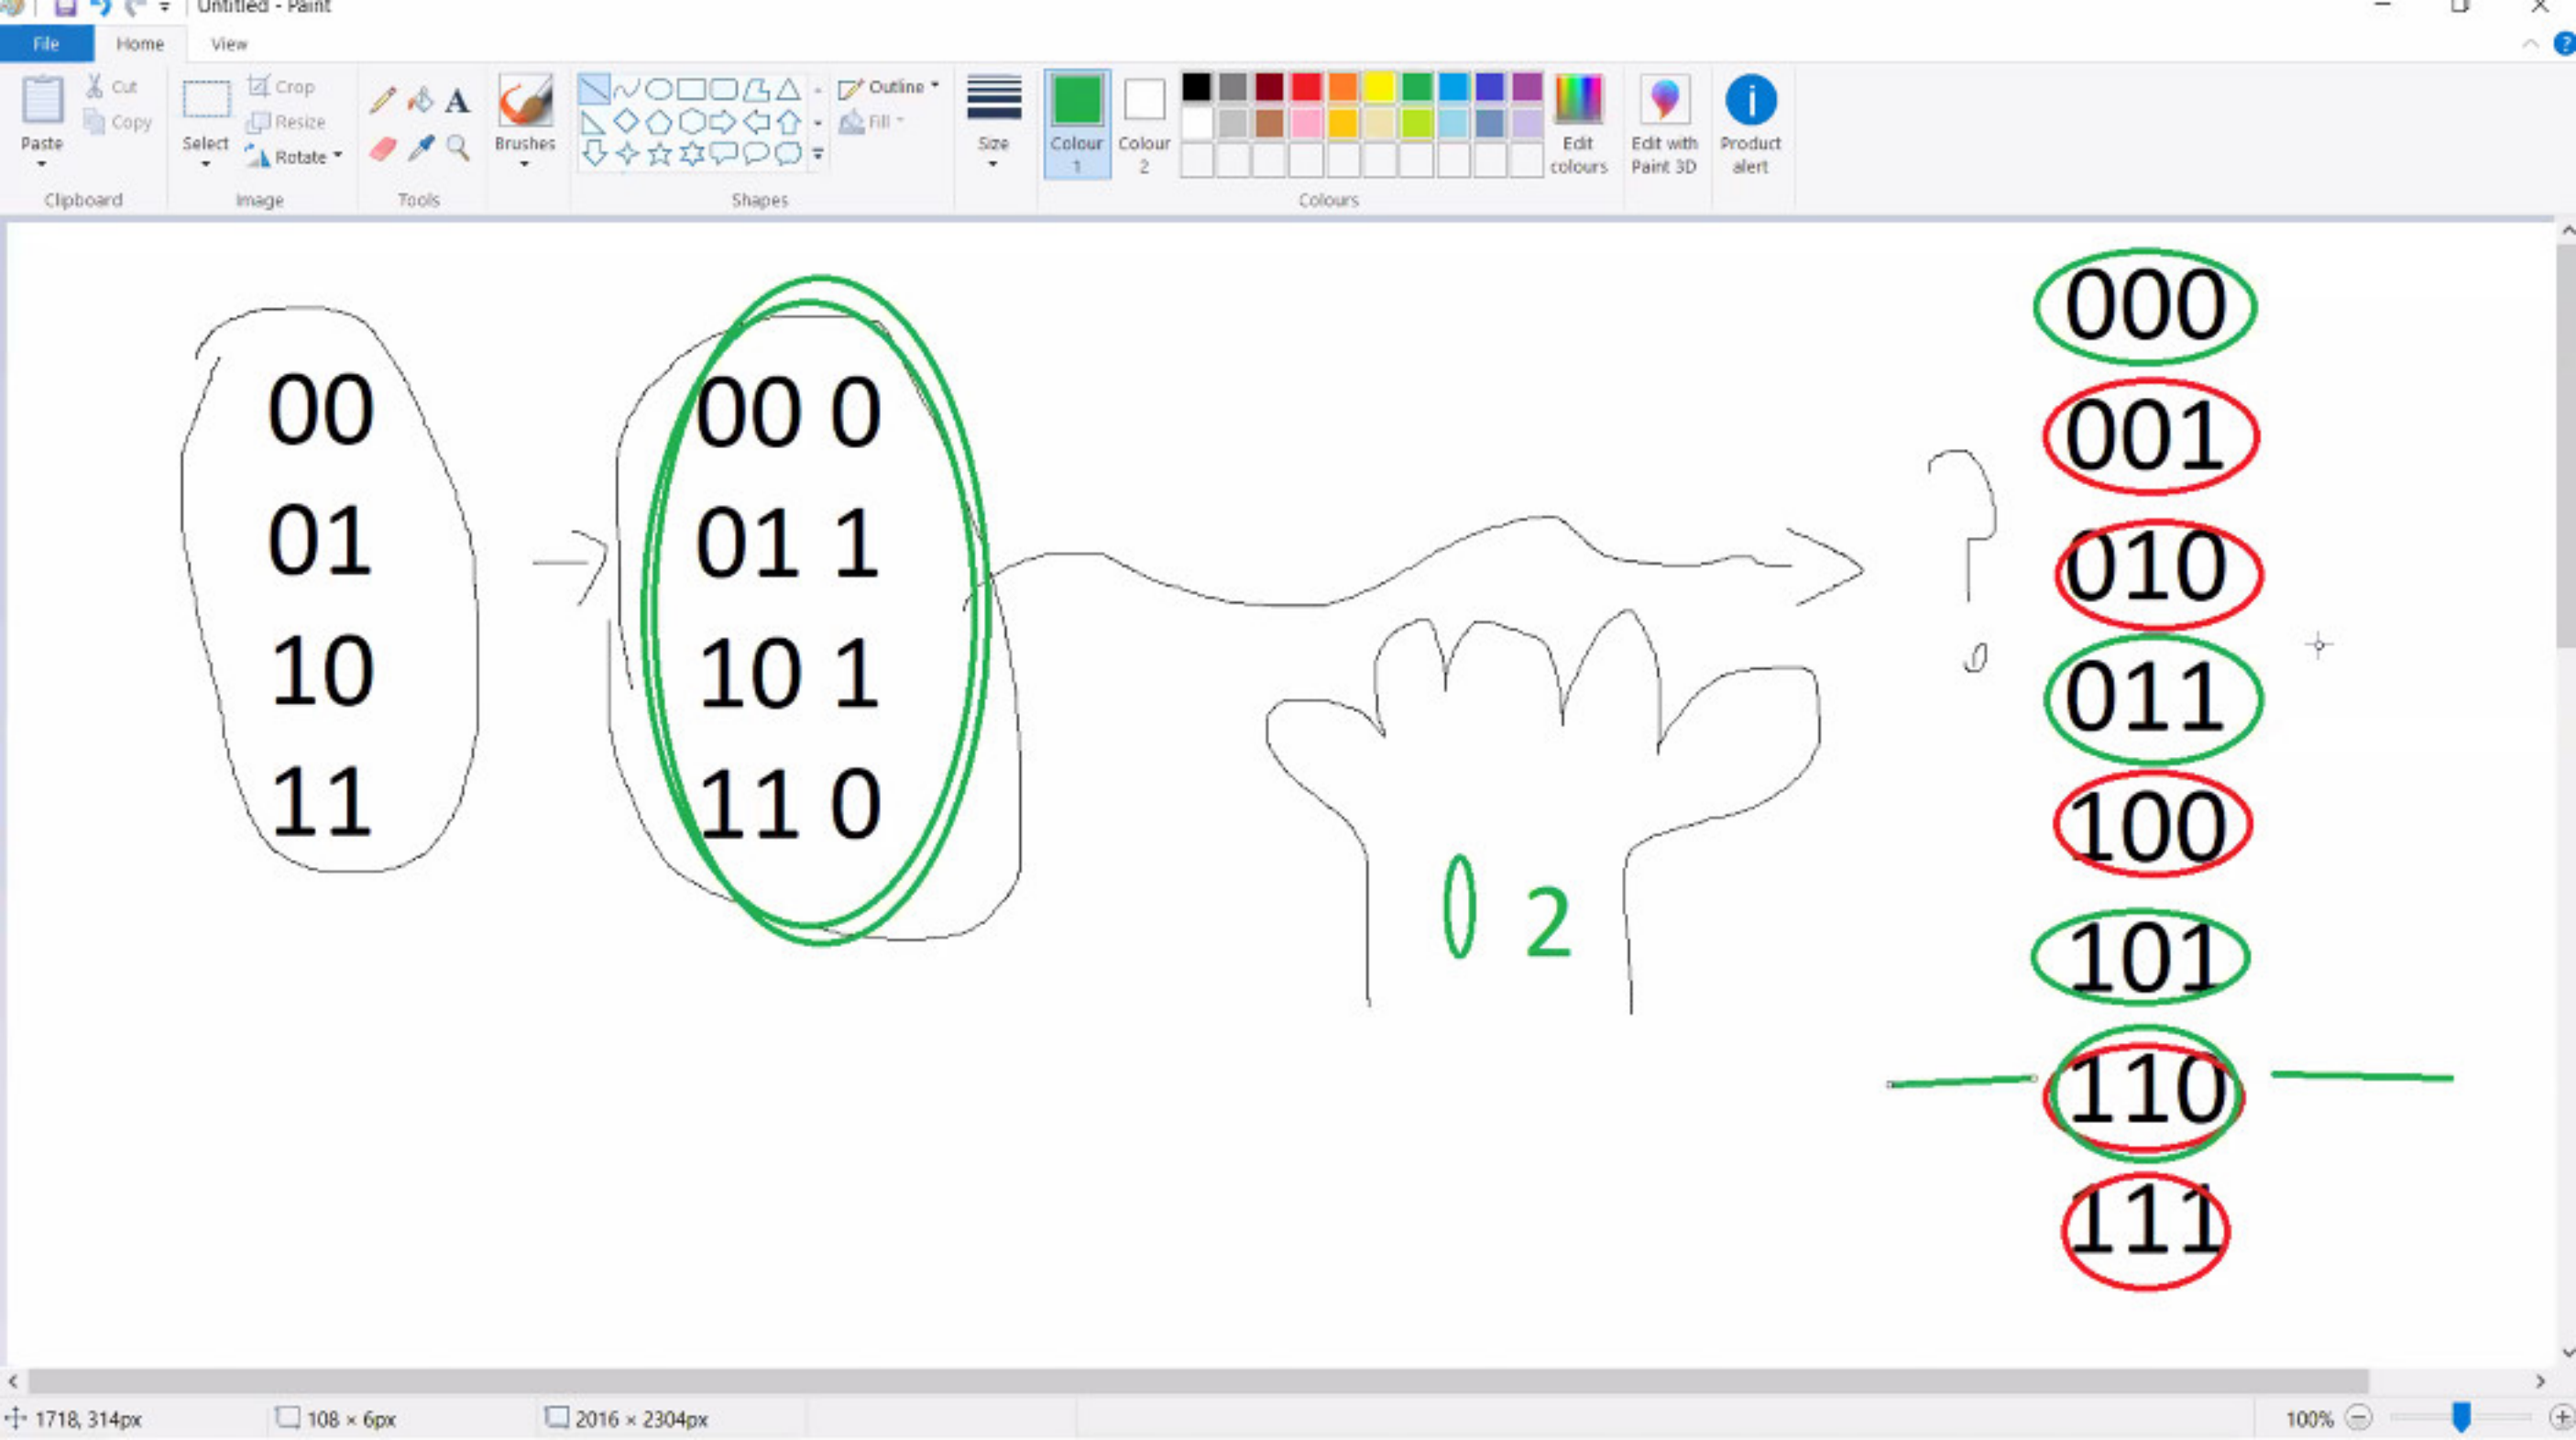 Untitled - Paint
File Home View
Paste
Cut
Copy
Clipboard
Select
Crop
Resize
Rotate
Image
Tools
Brushes
Shapes
Outline
Fill
Size
Colour 1
Colour 2
Colours
Edit colours
Edit with Paint 3D
Product alert
00
01
10
11
00 0
01 1
10 1
11 0
?
0 2
000
001
010
011
100
101
110
111
1718, 314px
108 × 6px
2016 × 2304px
100%